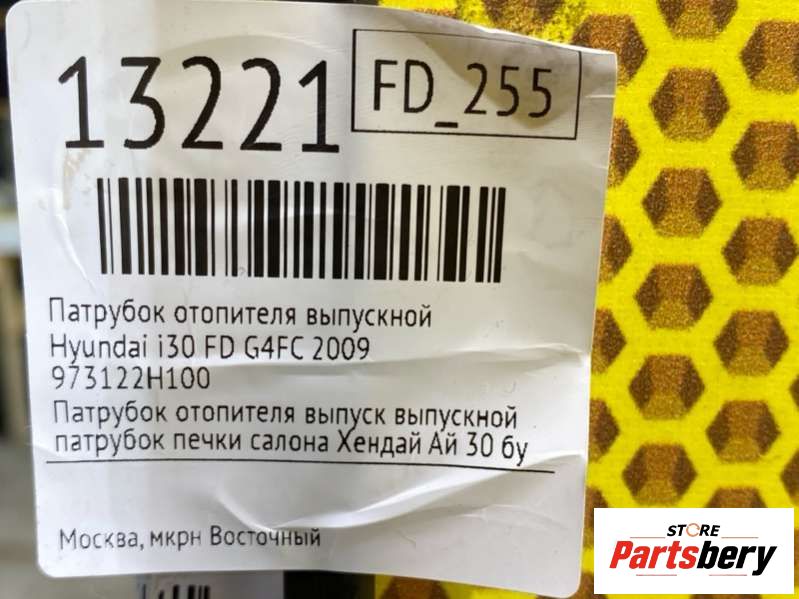 13221
FD_255
Патрубок отопителя выпускной
Hyundai i30 FD G4FC 2009
973122H100
Патрубок отопителя выпуск выпускной
патрубок печки салона Хендай Ай 30 бу
Москва, мкрн Восточный
STORE
Partsbery